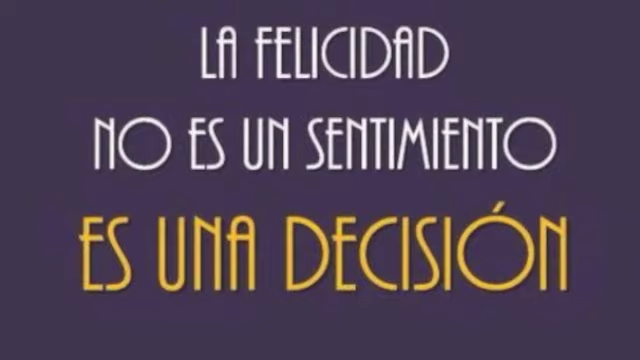 LA FELICIDAD
NO ES UN SENTIMIENTO
ES UNA DECISIÓN